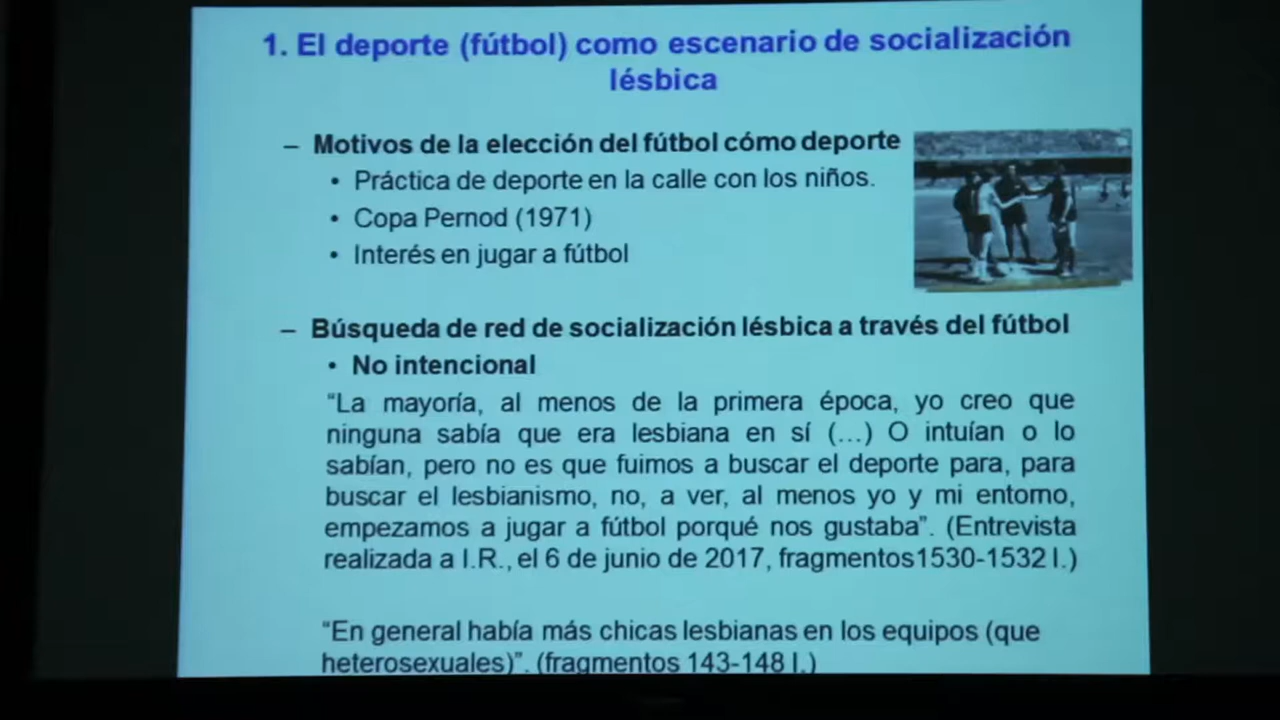 1. El deporte (fútbol) como escenario de socialización
lésbica
– Motivos de la elección del fútbol cómo deporte
• Práctica de deporte en la calle con los niños.
• Copa Pernod (1971)
• Interés en jugar a fútbol
– Búsqueda de red de socialización lésbica a través del fútbol
• No intencional
“La mayoría, al menos de la primera época, yo creo que
ninguna sabía que era lesbiana en sí (…) O intuían o lo
sabían, pero no es que fuimos a buscar el deporte para, para
buscar el lesbianismo, no, a ver, al menos yo y mi entorno,
empezamos a jugar a fútbol porqué nos gustaba”. (Entrevista
realizada a I.R., el 6 de junio de 2017, fragmentos1530-1532 I.)
“En general había más chicas lesbianas en los equipos (que
heterosexuales)”. (fragmentos 143-148 I.)